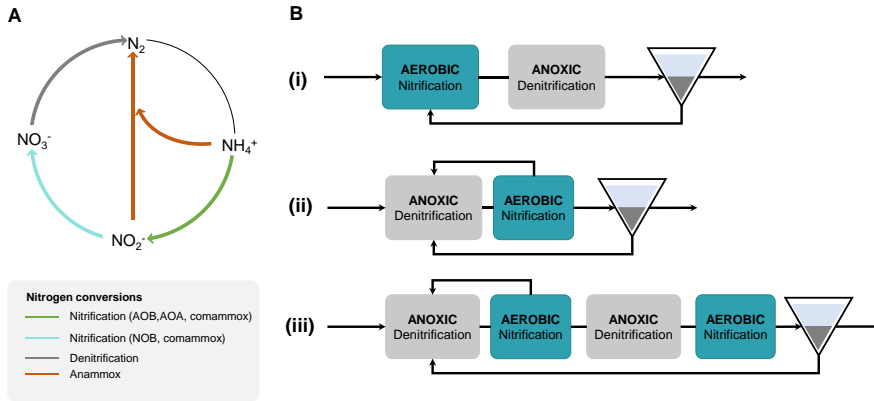 A
N₂
NO₃⁻
NH₄⁺
NO₂⁻
Nitrogen conversions
Nitrification (AOB,AOA, comammox)
Nitrification (NOB, comammox)
Denitrification
Anammox
B
(i)
AEROBIC
Nitrification
ANOXIC
Denitrification
(ii)
ANOXIC
Denitrification
AEROBIC
Nitrification
(iii)
ANOXIC
Denitrification
AEROBIC
Nitrification
ANOXIC
Denitrification
AEROBIC
Nitrification